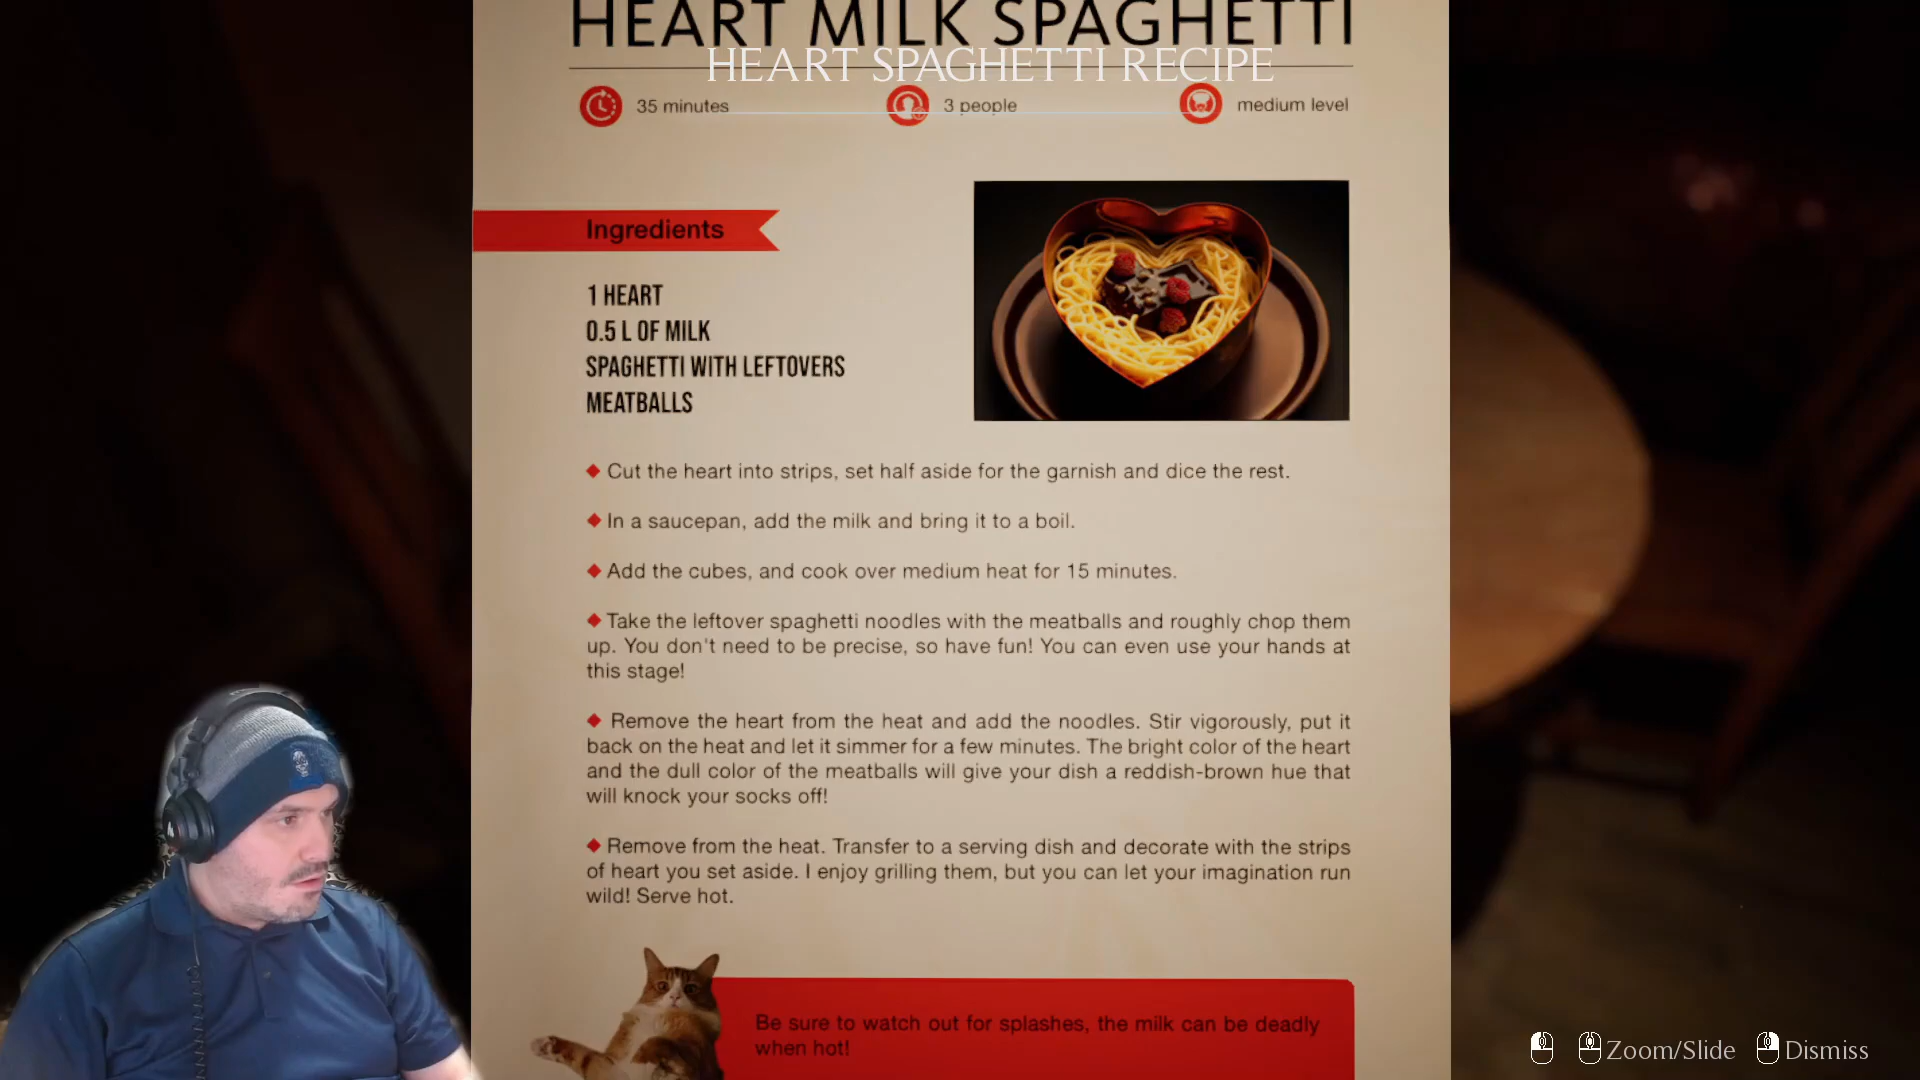 HEART MILK SPAGHETTI
HEART SPAGHETTI RECIPE
35 minutes
3 people
medium level
Ingredients
1 HEART
0.5 L OF MILK
SPAGHETTI WITH LEFTOVERS
MEATBALLS
Cut the heart into strips, set half aside for the garnish and dice the rest.
In a saucepan, add the milk and bring it to a boil.
Add the cubes, and cook over medium heat for 15 minutes.
Take the leftover spaghetti noodles with the meatballs and roughly chop them
up. You don't need to be precise, so have fun! You can even use your hands at
this stage!
Remove the heart from the heat and add the noodles. Stir vigorously, put it
back on the heat and let it simmer for a few minutes. The bright color of the heart
and the dull color of the meatballs will give your dish a reddish-brown hue that
will knock your socks off!
Remove from the heat. Transfer to a serving dish and decorate with the strips
of heart you set aside. I enjoy grilling them, but you can let your imagination run
wild! Serve hot.
Be sure to watch out for splashes, the milk can be deadly
when hot!
Zoom/Slide
Dismiss